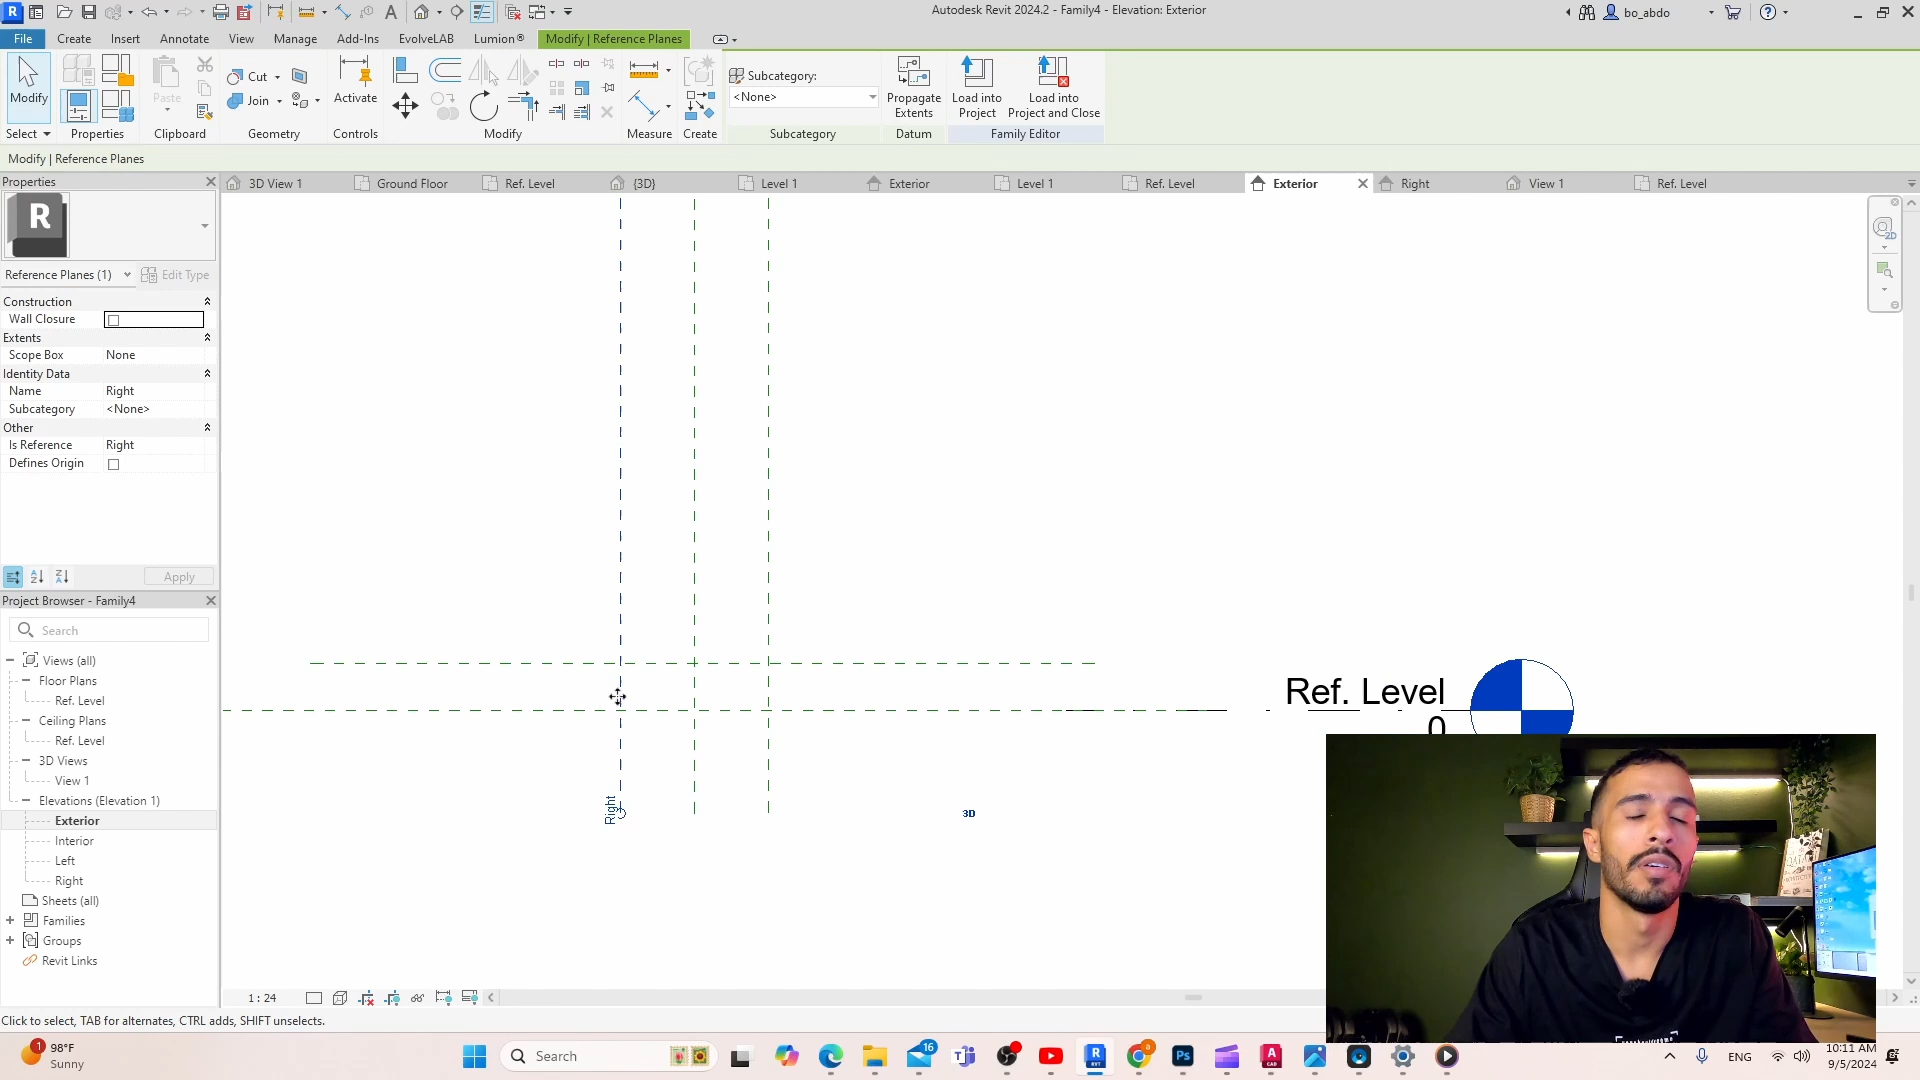 Autodesk Revit 2024.2 - Family4 - Elevation: Exterior
bo_abdo
File
Create
Insert
Annotate
View
Manage
Add-Ins
EvolveLAB
Lumion®
Modify | Reference Planes
Modify
Paste
Cut
Join
Activate
Subcategory:
<None>
Propagate
Extents
Load into
Project
Load into
Project and Close
Select
Properties
Clipboard
Geometry
Controls
Modify
Measure
Create
Subcategory
Datum
Family Editor
Modify | Reference Planes
Properties
3D View 1
Ground Floor
Ref. Level
{3D}
Level 1
Exterior
Level 1
Ref. Level
Exterior
Right
View 1
Ref. Level
R
2D
Reference Planes (1)
Edit Type
Construction
Wall Closure
Extents
Scope Box None
Identity Data
Name Right
Subcategory <None>
Other
Is Reference Right
Defines Origin
Apply
Project Browser - Family4
Search
Views (all)
Floor Plans
Ref. Level
Ceiling Plans
Ref. Level
3D Views
View 1
Elevations (Elevation 1)
Exterior
Interior
Left
Right
Sheets (all)
Families
Groups
Revit Links
Ref. Level
0
Right
3D
1 : 24
Click to select, TAB for alternates, CTRL adds, SHIFT unselects.
1
98°F
Sunny
Search
16
ENG
10:11 AM
9/5/2024